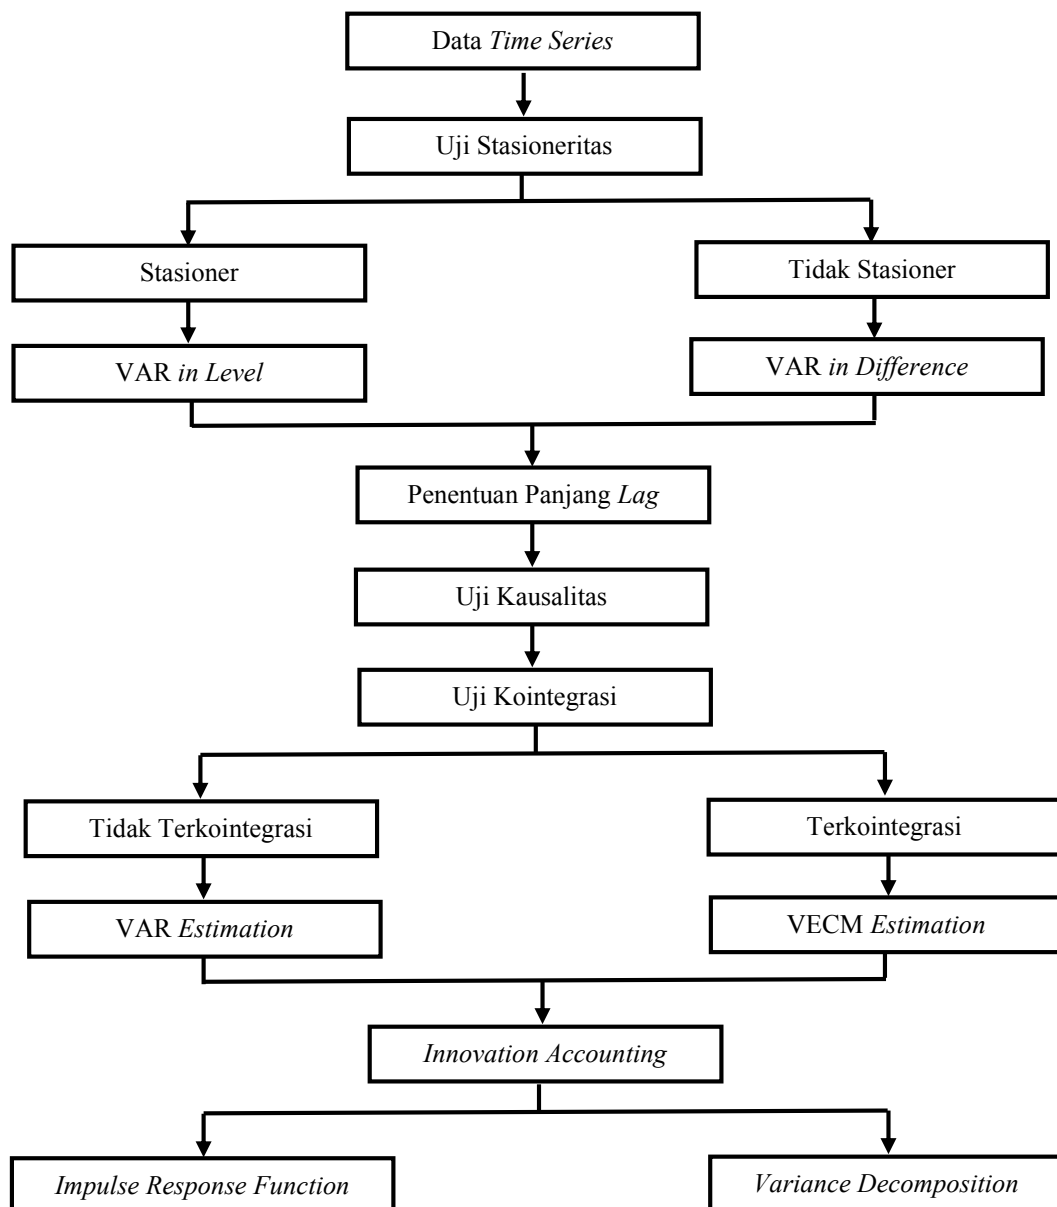 Data Time Series
Uji Stasioneritas
Stasioner
Tidak Stasioner
VAR in Level
VAR in Difference
Penentuan Panjang Lag
Uji Kausalitas
Uji Kointegrasi
Tidak Terkointegrasi
Terkointegrasi
VAR Estimation
VECM Estimation
Innovation Accounting
Impulse Response Function
Variance Decomposition